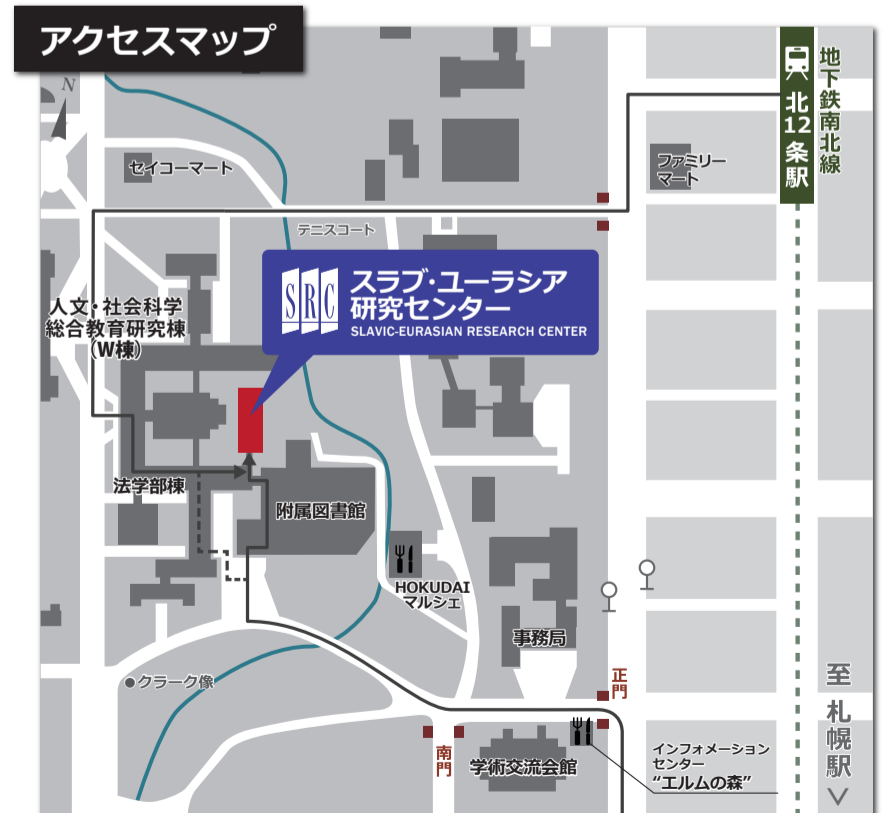 アクセスマップ
N
地下鉄南北線
北12条駅
セイコーマート
ファミリー
マート
テニスコート
SRC
スラブ・ユーラシア
研究センター
SLAVIC-EURASIAN RESEARCH CENTER
人文・社会科学
総合教育研究棟
(W棟)
法学部棟
附属図書館
HOKUDAI
マルシェ
事務局
クラーク像
正門
至札幌駅
南門
学術交流会館
インフォメーション
センター
“エルムの森”